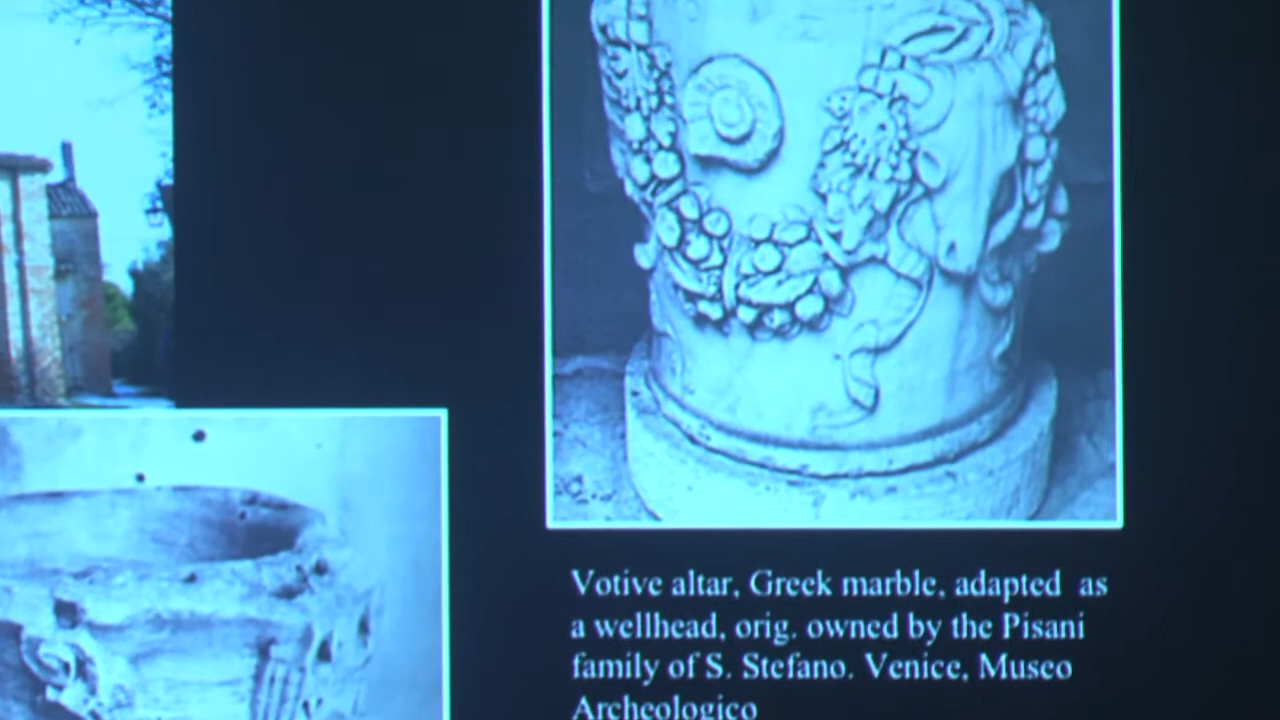 Votive altar, Greek marble, adapted as
a wellhead, orig. owned by the Pisani
family of S. Stefano. Venice, Museo
Archeologico